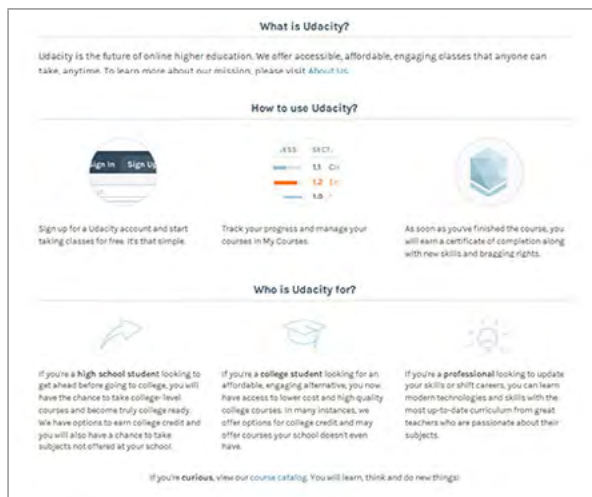 What is Udacity?
Udacity is the future of online higher education. We offer accessible, affordable, engaging classes that anyone can
take, anytime. To learn more about our mission, please visit About Us.
How to use Udacity?
Sign In Sign Up
SECT.
1.1
1.2
Sign up for a Udacity account and start
taking classes for free. It's that simple.
Track your progress and manage your
courses in My Courses.
As soon as you've finished the course, you
will earn a certificate of completion along
with new skills and bragging rights.
Who is Udacity for?
If you're a high school student looking to
get ahead before going to college, you will
have the chance to take college-level
courses and become truly college ready.
We have options to earn college credit and
you will also have a chance to take
subjects not offered at your school.
If you're a college student looking for an
affordable, engaging alternative, you now
have access to lower cost and high quality
college courses. In many instances, we
offer options for college credit and may
offer courses your school doesn't even
have.
If you're a professional looking to update
your skills or shift careers, you can learn
modern technologies and skills with the
most up-to-date curriculum from great
teachers who are passionate about their
subjects.
If you're curious, view our course catalog. You will learn, think and do new things!